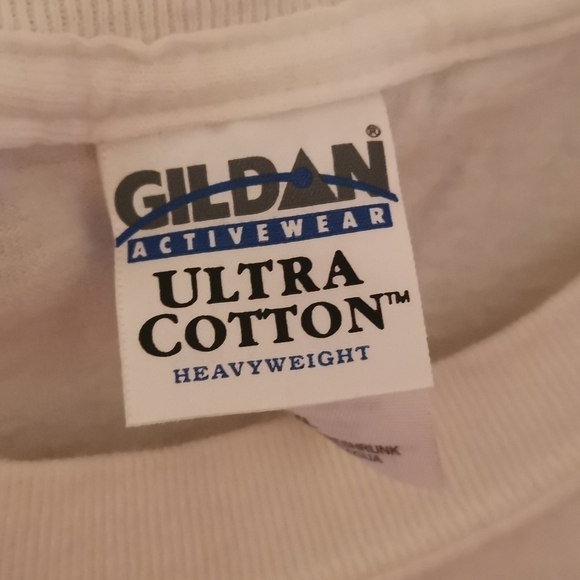 GILDAN®
ACTIVEWEAR
ULTRA
COTTON™
HEAVYWEIGHT